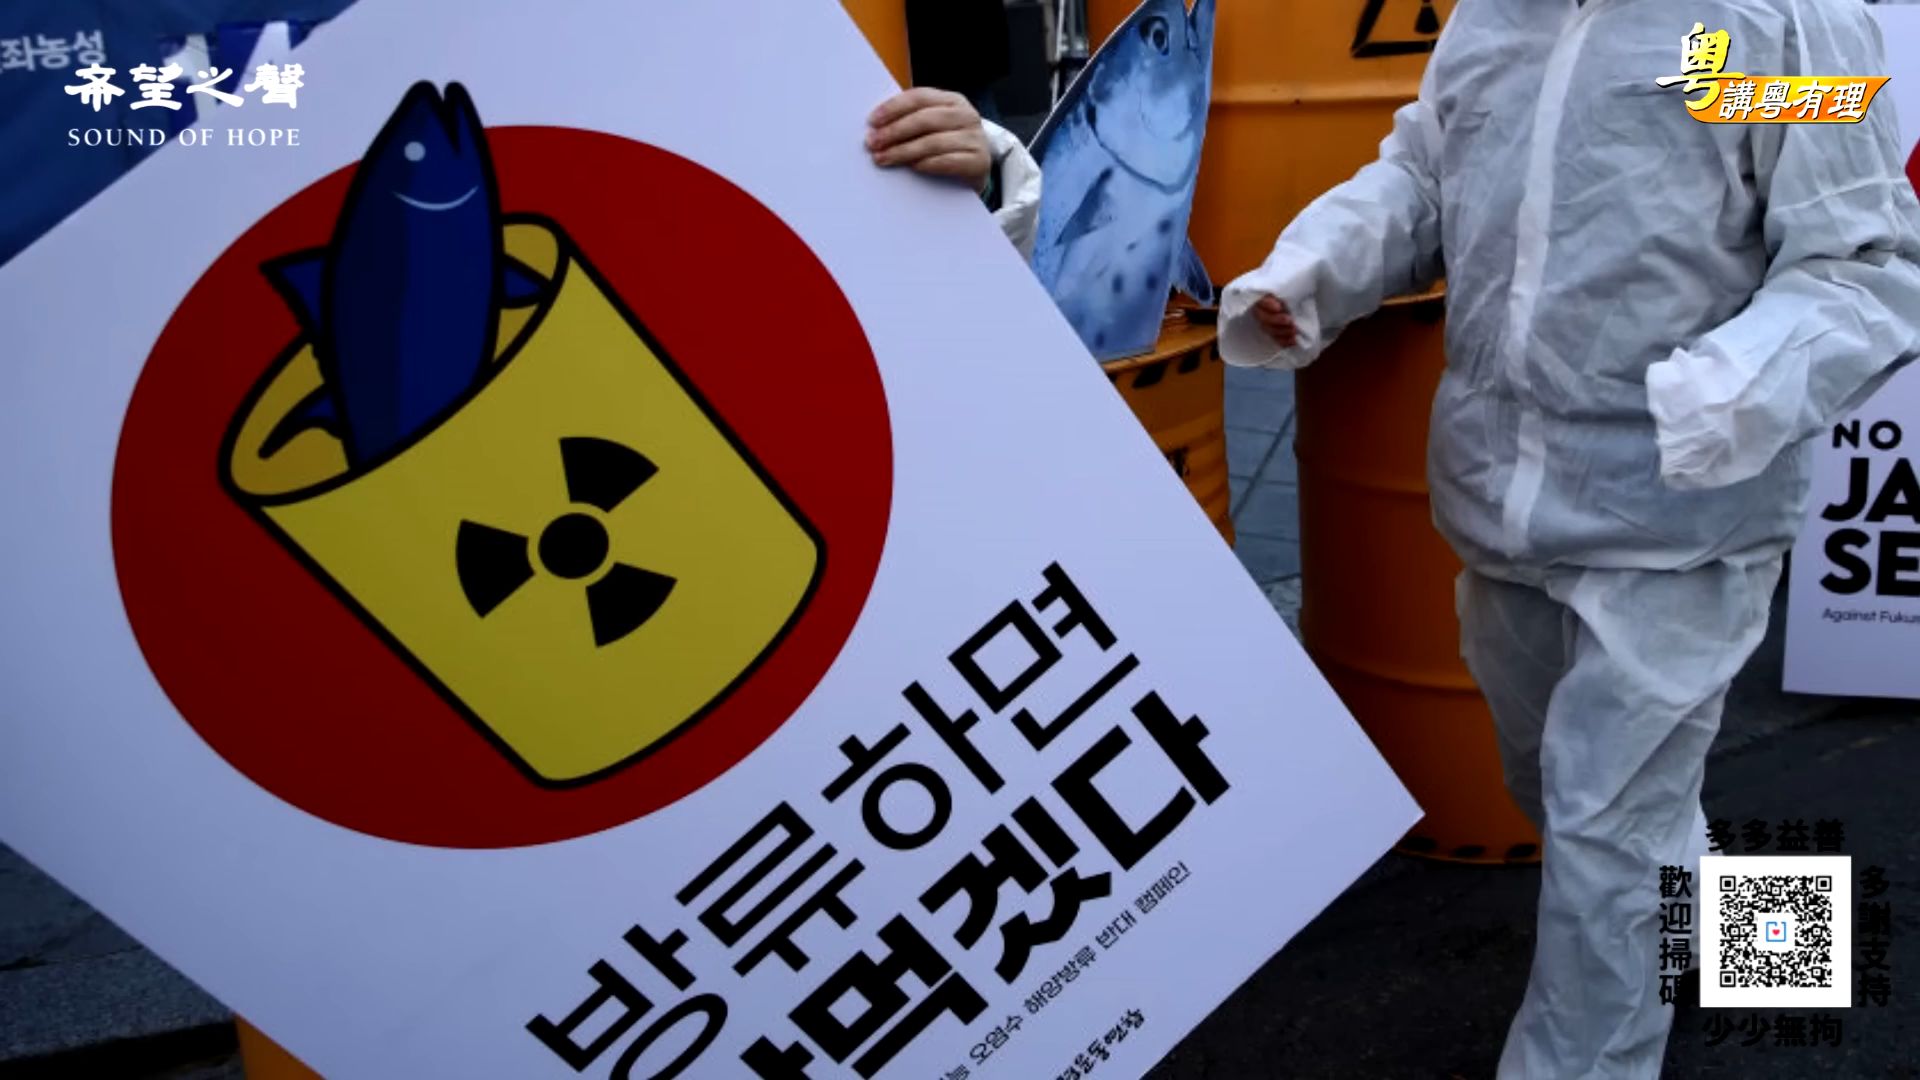 좌농성
希望之聲
SOUND OF HOPE
粵
講粵有理
방류하면
먹겠다
오염수 해양방류 반대 캠페인
NO
JA
SE
Against Fuku
多多益善
歡迎掃碼
多謝支持
少少無拘